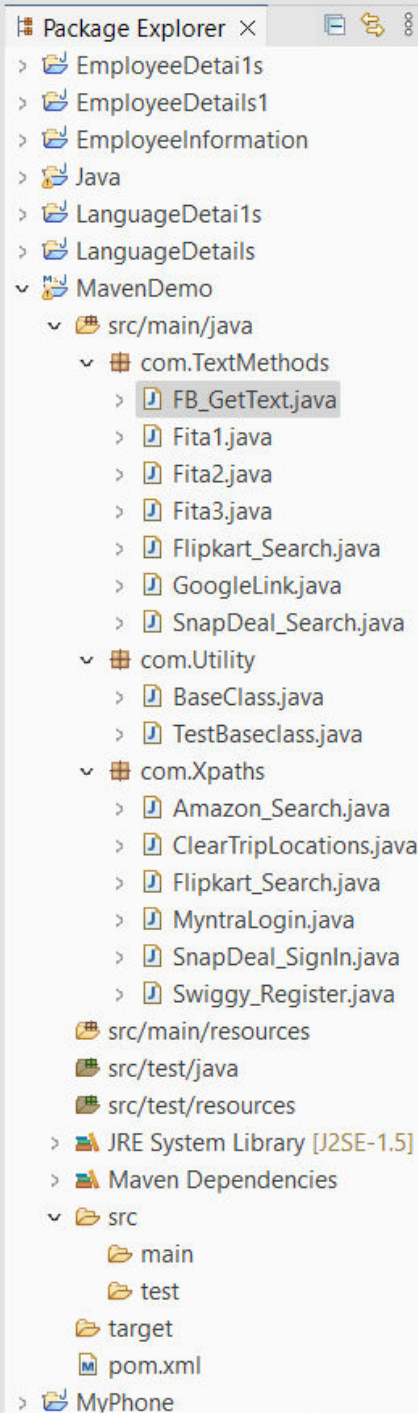 Package Explorer
EmployeeDetai1s
EmployeeDetails1
EmployeeInformation
Java
LanguageDetai1s
LanguageDetails
MavenDemo
src/main/java
com.TextMethods
FB_GetText.java
Fita1.java
Fita2.java
Fita3.java
Flipkart_Search.java
GoogleLink.java
SnapDeal_Search.java
com.Utility
BaseClass.java
TestBaseclass.java
com.Xpaths
Amazon_Search.java
ClearTripLocations.java
Flipkart_Search.java
MyntraLogin.java
SnapDeal_SignIn.java
Swiggy_Register.java
src/main/resources
src/test/java
src/test/resources
JRE System Library [J2SE-1.5]
Maven Dependencies
src
main
test
target
pom.xml
MyPhone